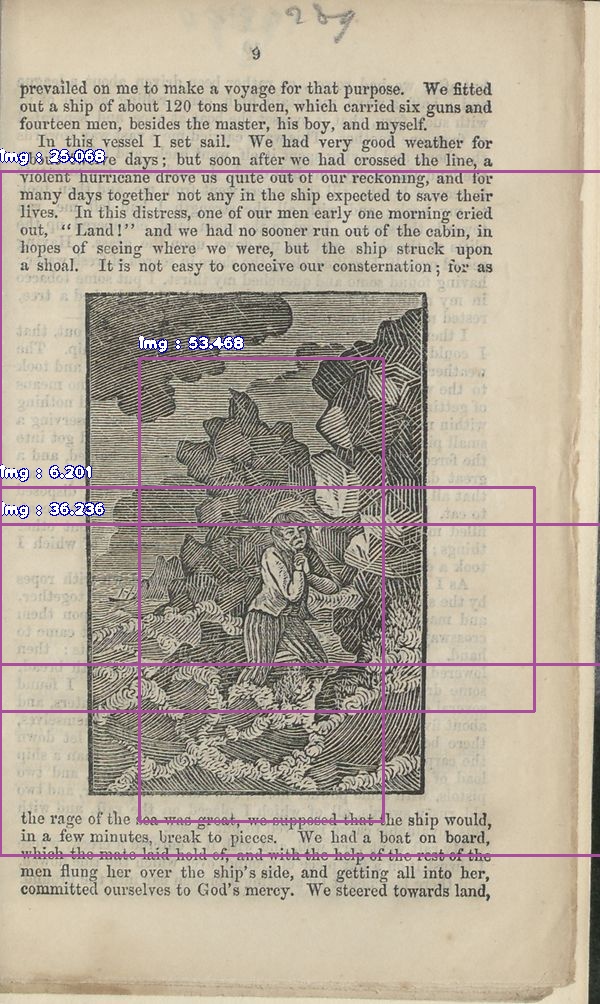 239
9
prevailed on me to make a voyage for that purpose. We fitted
out a ship of about 120 tons burden, which carried six guns and
fourteen men, besides the master, his boy, and myself.
In this vessel I set sail. We had very good weather for
Img : 25.068
days; but soon after we had crossed the line, a
violent hurricane drove us quite out of our reckoning, and for
many days together not any in the ship expected to save their
lives. In this distress, one of our men early one morning cried
out, “Land!” and we had no sooner run out of the cabin, in
hopes of seeing where we were, but the ship struck upon
a shoal. It is not easy to conceive our consternation; for as
Img : 53.468
Img : 6.201
Img : 36.236
the rage of the sea was great, we supposed that the ship would,
in a few minutes, break to pieces. We had a boat on board,
which the mate laid hold of, and with the help of the rest of the
men flung her over the ship's side, and getting all into her,
committed ourselves to God's mercy. We steered towards land,